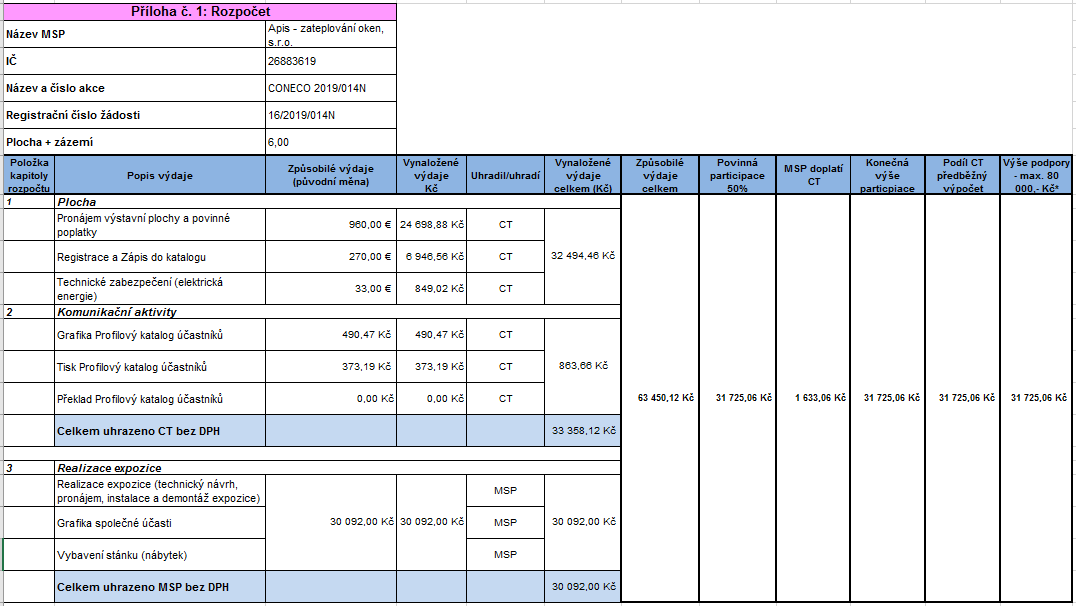 Příloha č. 1: Rozpočet
Název MSP
Apis - zateplování oken,
s.r.o.
IČ
26883619
Název a číslo akce
CONECO 2019/014N
Registrační číslo žádosti
16/2019/014N
Plocha + zázemí
6,00
Položka
kapitoly
rozpočtu
Popis výdaje
Způsobilé výdaje
(původní měna)
Vynaložené
výdaje
Kč
Uhradil/uhradí
Vynaložené
výdaje
celkem (Kč)
Způsobilé
výdaje
celkem
Povinná
participace
50%
MSP doplatí
CT
Konečná
výše
particpiace
Podíl CT
předběžný
výpočet
Výše podpory
- max. 80
000,- Kč*
1 Plocha
Pronájem výstavní plochy a povinné
poplatky
960,00 € 24 698,88 Kč CT
Registrace a Zápis do katalogu 270,00 € 6 946,56 Kč CT 32 494,46 Kč
Technické zabezpečení (elektrická
energie)
33,00 € 849,02 Kč CT
2 Komunikační aktivity
Grafika Profilový katalog účastníků 490,47 Kč 490,47 Kč CT
Tisk Profilový katalog účastníků 373,19 Kč 373,19 Kč CT 863,66 Kč
Překlad Profilový katalog účastníků 0,00 Kč 0,00 Kč CT
63 450,12 Kč 31 725,06 Kč 1 633,06 Kč 31 725,06 Kč 31 725,06 Kč 31 725,06 Kč
Celkem uhrazeno CT bez DPH 33 358,12 Kč
3 Realizace expozice
Realizace expozice (technický návrh,
pronájem, instalace a demontáž expozice)
MSP
Grafika společné účasti 30 092,00 Kč 30 092,00 Kč MSP 30 092,00 Kč
Vybavení stánku (nábytek) MSP
Celkem uhrazeno MSP bez DPH 30 092,00 Kč